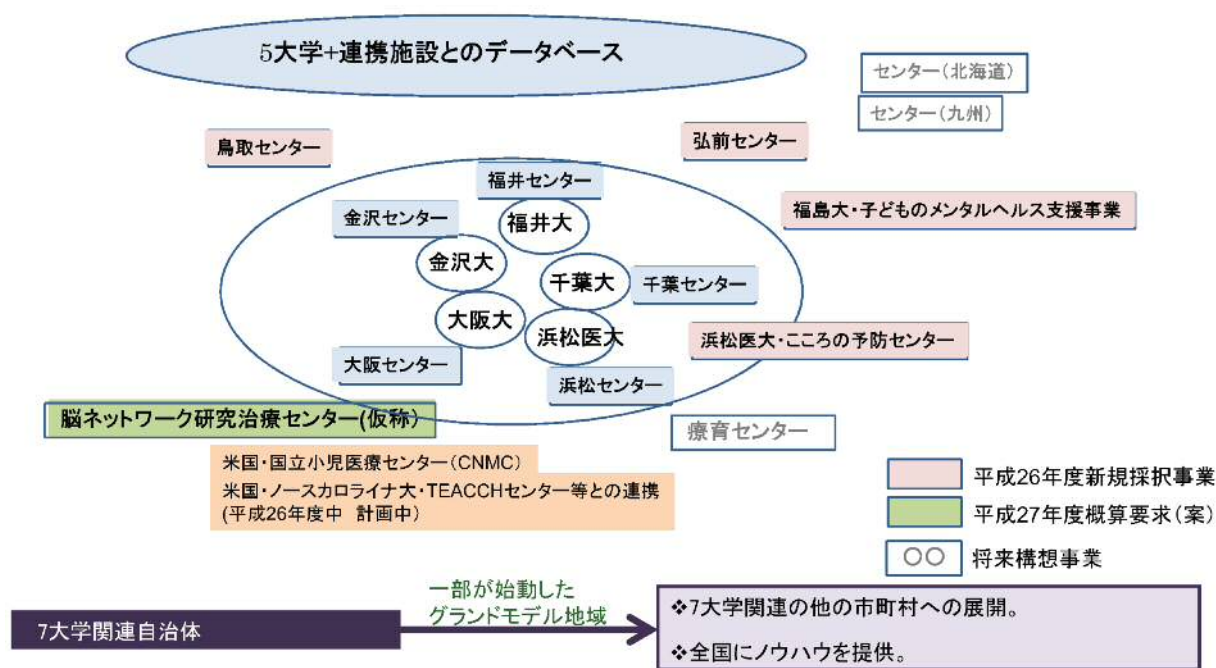 5大学+連携施設とのデータベース
センター(北海道)
センター(九州)
鳥取センター
弘前センター
福井センター
福島大・子どものメンタルヘルス支援事業
金沢センター
福井大
金沢大
千葉大
千葉センター
大阪大
浜松医大
浜松医大・こころの予防センター
大阪センター
浜松センター
脳ネットワーク研究治療センター(仮称)
療育センター
米国・国立小児医療センター(CNMC)
米国・ノースカロライナ大・TEACCHセンター等との連携
(平成26年度中 計画中)
平成26年度新規採択事業
平成27年度概算要求(案)
○○ 将来構想事業
一部が始動した
グランドモデル地域
7大学関連自治体
❖7大学関連の他の市町村への展開。
❖全国にノウハウを提供。